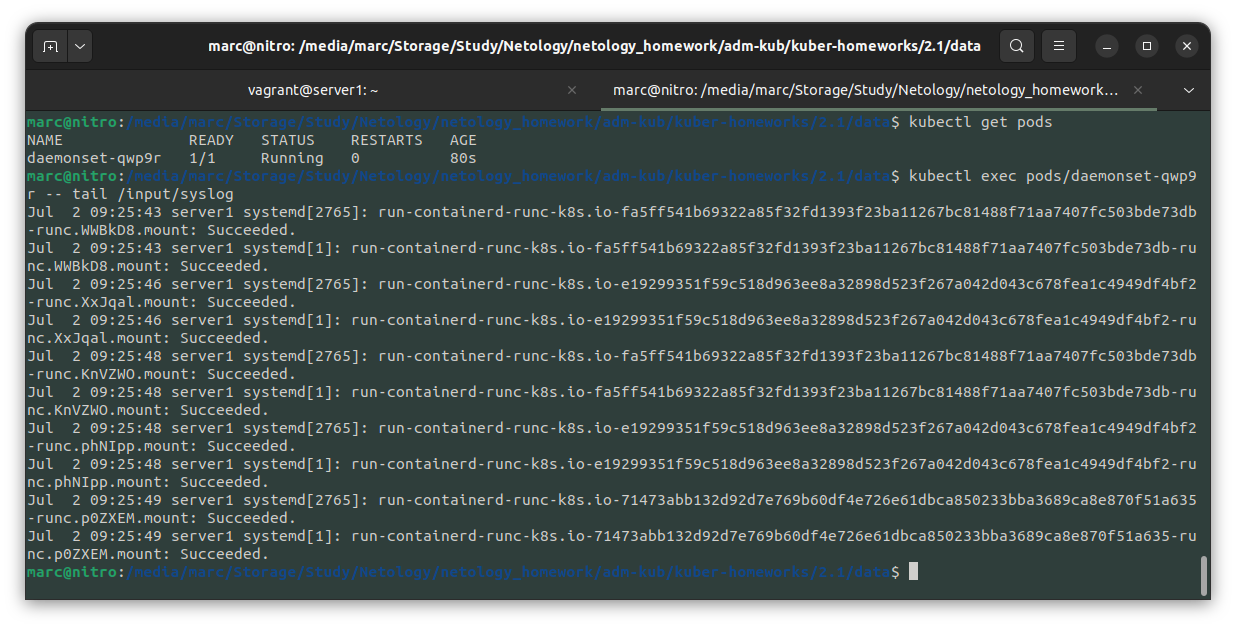 marc@nitro: /media/marc/Storage/Study/Netology/netology_homework/adm-kub/kuber-homeworks/2.1/data
vagrant@server1: ~
marc@nitro: /media/marc/Storage/Study/Netology/netology_homework...
marc@nitro:/media/marc/Storage/Study/Netology/netology_homework/adm-kub/kuber-homeworks/2.1/data$ kubectl get pods
NAME              READY   STATUS    RESTARTS   AGE
daemonset-qwp9r   1/1     Running   0          80s
marc@nitro:/media/marc/Storage/Study/Netology/netology_homework/adm-kub/kuber-homeworks/2.1/data$ kubectl exec pods/daemonset-qwp9
r -- tail /input/syslog
Jul  2 09:25:43 server1 systemd[2765]: run-containerd-runc-k8s.io-fa5ff541b69322a85f32fd1393f23ba11267bc81488f71aa7407fc503bde73db
-runc.WWBkD8.mount: Succeeded.
Jul  2 09:25:43 server1 systemd[1]: run-containerd-runc-k8s.io-fa5ff541b69322a85f32fd1393f23ba11267bc81488f71aa7407fc503bde73db-ru
nc.WWBkD8.mount: Succeeded.
Jul  2 09:25:46 server1 systemd[2765]: run-containerd-runc-k8s.io-e19299351f59c518d963ee8a32898d523f267a042d043c678fea1c4949df4bf2
-runc.XxJqal.mount: Succeeded.
Jul  2 09:25:46 server1 systemd[1]: run-containerd-runc-k8s.io-e19299351f59c518d963ee8a32898d523f267a042d043c678fea1c4949df4bf2-ru
nc.XxJqal.mount: Succeeded.
Jul  2 09:25:48 server1 systemd[2765]: run-containerd-runc-k8s.io-fa5ff541b69322a85f32fd1393f23ba11267bc81488f71aa7407fc503bde73db
-runc.KnVZWO.mount: Succeeded.
Jul  2 09:25:48 server1 systemd[1]: run-containerd-runc-k8s.io-fa5ff541b69322a85f32fd1393f23ba11267bc81488f71aa7407fc503bde73db-ru
nc.KnVZWO.mount: Succeeded.
Jul  2 09:25:48 server1 systemd[2765]: run-containerd-runc-k8s.io-e19299351f59c518d963ee8a32898d523f267a042d043c678fea1c4949df4bf2
-runc.phNIpp.mount: Succeeded.
Jul  2 09:25:48 server1 systemd[1]: run-containerd-runc-k8s.io-e19299351f59c518d963ee8a32898d523f267a042d043c678fea1c4949df4bf2-ru
nc.phNIpp.mount: Succeeded.
Jul  2 09:25:49 server1 systemd[2765]: run-containerd-runc-k8s.io-71473abb132d92d7e769b60df4e726e61dbca850233bba3689ca8e870f51a635
-runc.p0ZXEM.mount: Succeeded.
Jul  2 09:25:49 server1 systemd[1]: run-containerd-runc-k8s.io-71473abb132d92d7e769b60df4e726e61dbca850233bba3689ca8e870f51a635-ru
nc.p0ZXEM.mount: Succeeded.
marc@nitro:/media/marc/Storage/Study/Netology/netology_homework/adm-kub/kuber-homeworks/2.1/data$